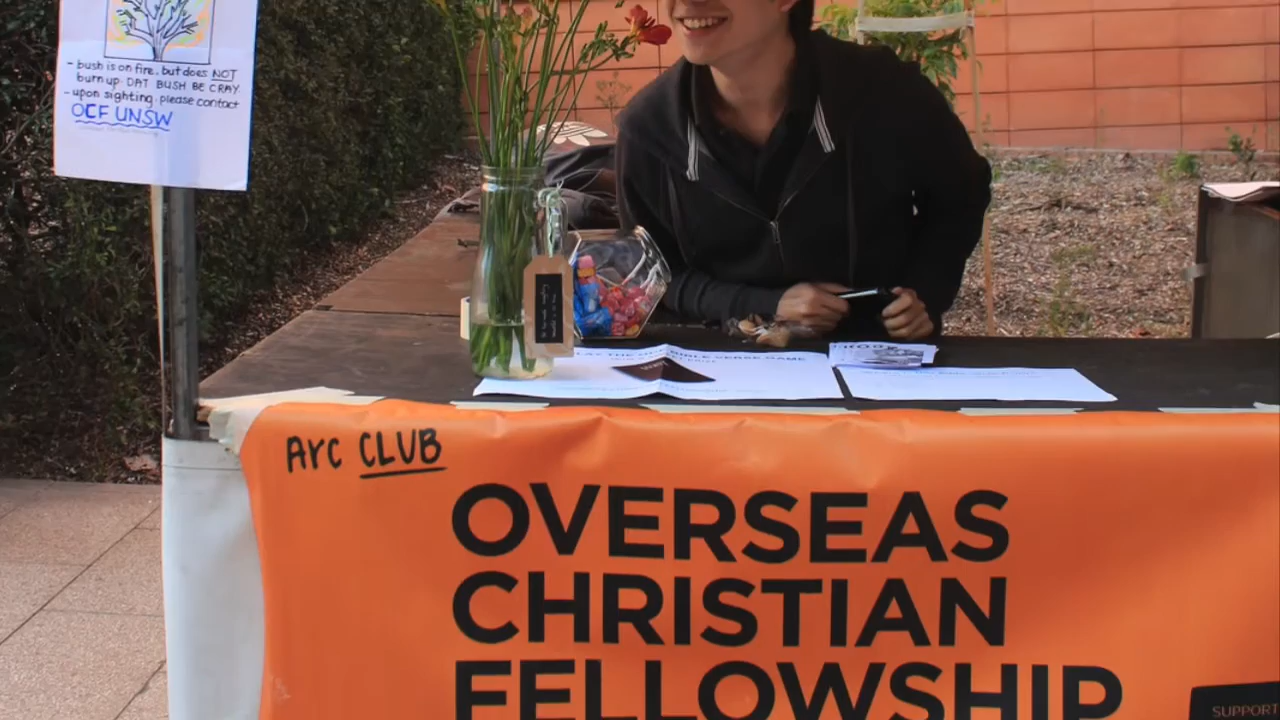 - bush is on fire, but does NOT
burn up. DAT BUSH BE CRAY.
- upon sighting, please contact
OCF UNSW
BIBLE VERSE GAME
Arc CLUB
OVERSEAS
CHRISTIAN
FELLOWSHIP
SUPPORT